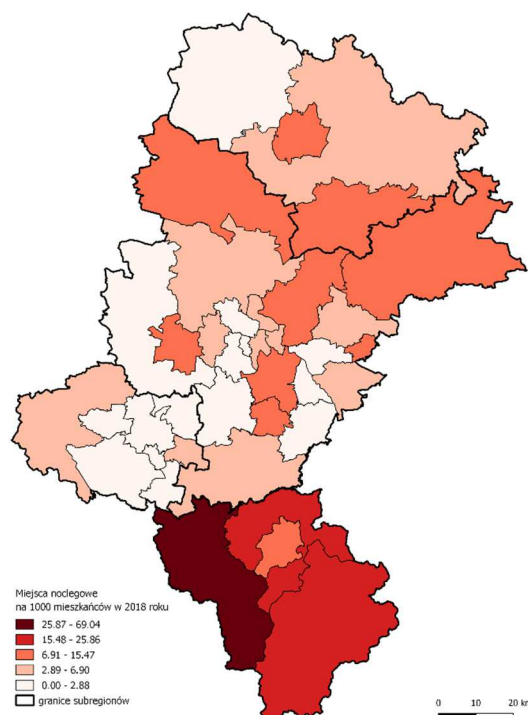 Miejsca noclegowe
na 1000 mieszkańców w 2018 roku
25.87 - 69.04
15.48 - 25.86
6.91 - 15.47
2.89 - 6.90
0.00 - 2.88
granice subregionów
0 10 20 km